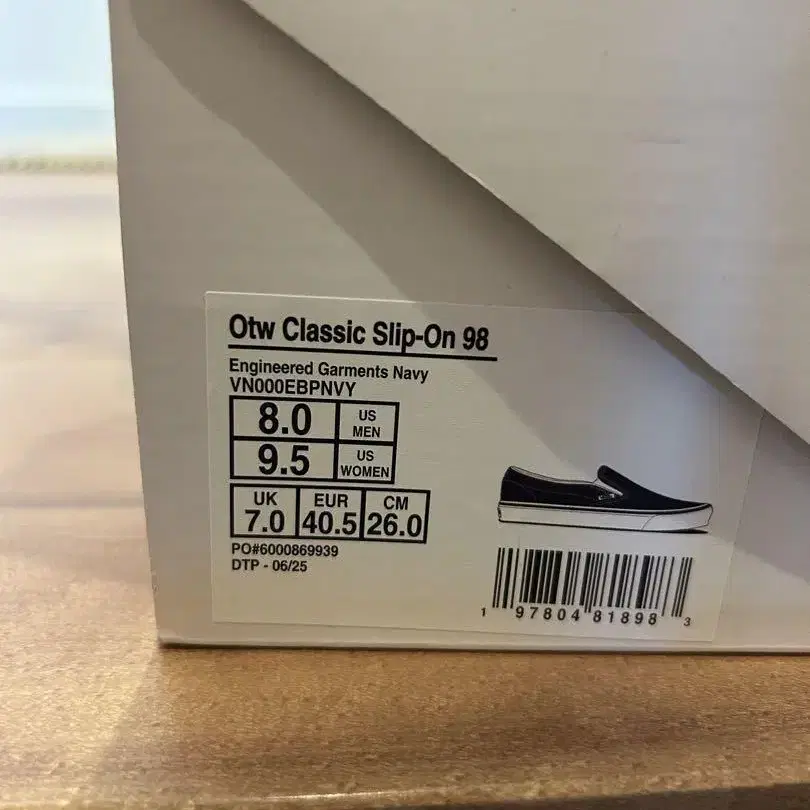 Otw Classic Slip-On 98
Engineered Garments Navy
VN000EBPNVY
8.0 US MEN
9.5 US WOMEN
UK EUR CM
7.0 40.5 26.0
PO#6000869939
DTP - 06/25
1 97804 81898 3